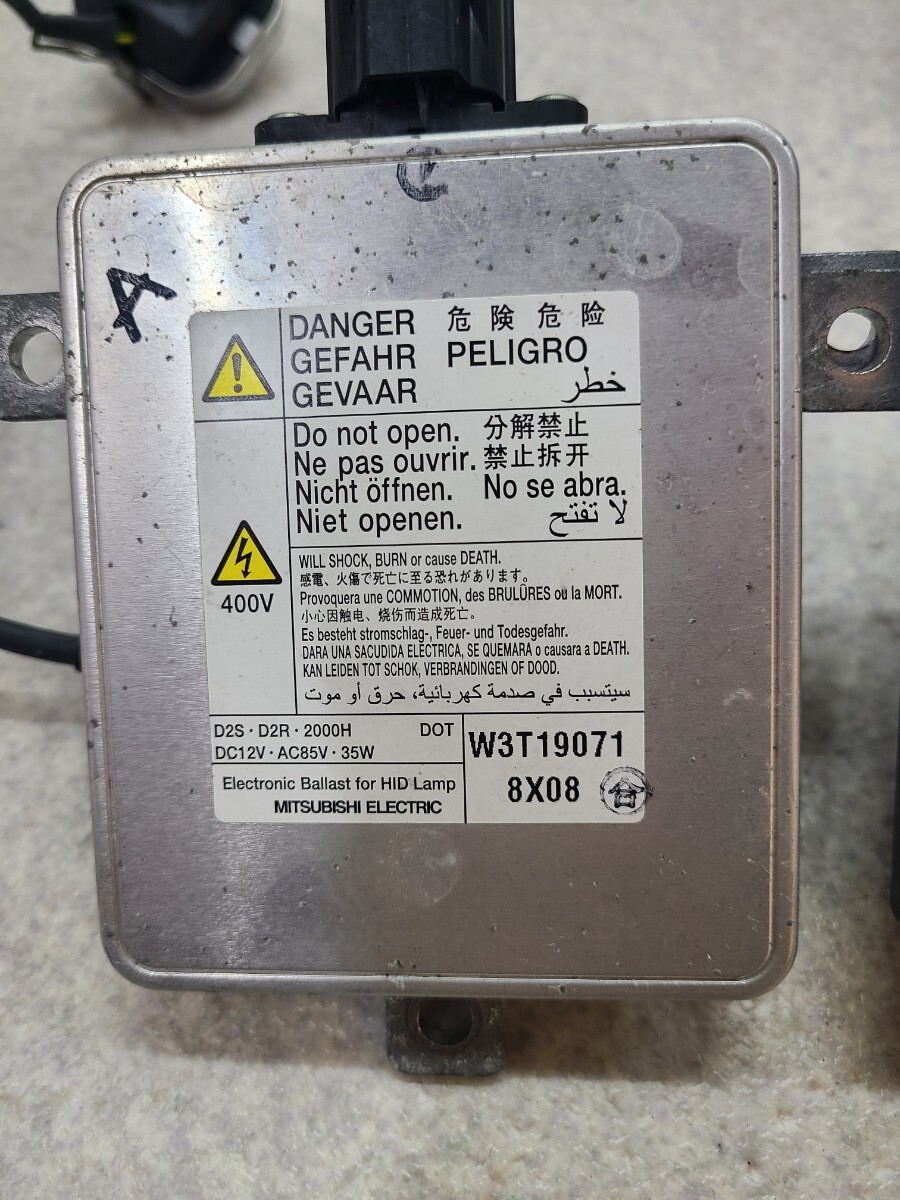 A
DANGER 危 険 危 险
GEFAHR PELIGRO
GEVAAR خطر
Do not open. 分解禁止
Ne pas ouvrir. 禁止拆开
Nicht öffnen. No se abra.
Niet openen. لا تفتح
400V
WILL SHOCK, BURN or cause DEATH.
感電、火傷で死亡に至る恐れがあります。
Provoquera une COMMOTION, des BRULÜRES ou la MORT.
小心因触电、烧伤而造成死亡。
Es besteht stromschlag-, Feuer- und Todesgefahr.
DARA UNA SACUDIDA ELECTRICA, SE QUEMARA o causara a DEATH.
KAN LEIDEN TOT SCHOK, VERBRANDINGEN OF DOOD.
سيتسبب في صدمة كهربائية، حرق أو موت
D2S · D2R · 2000H DOT
DC12V · AC85V · 35W
W3T19071
Electronic Ballast for HID Lamp
MITSUBISHI ELECTRIC
8X08